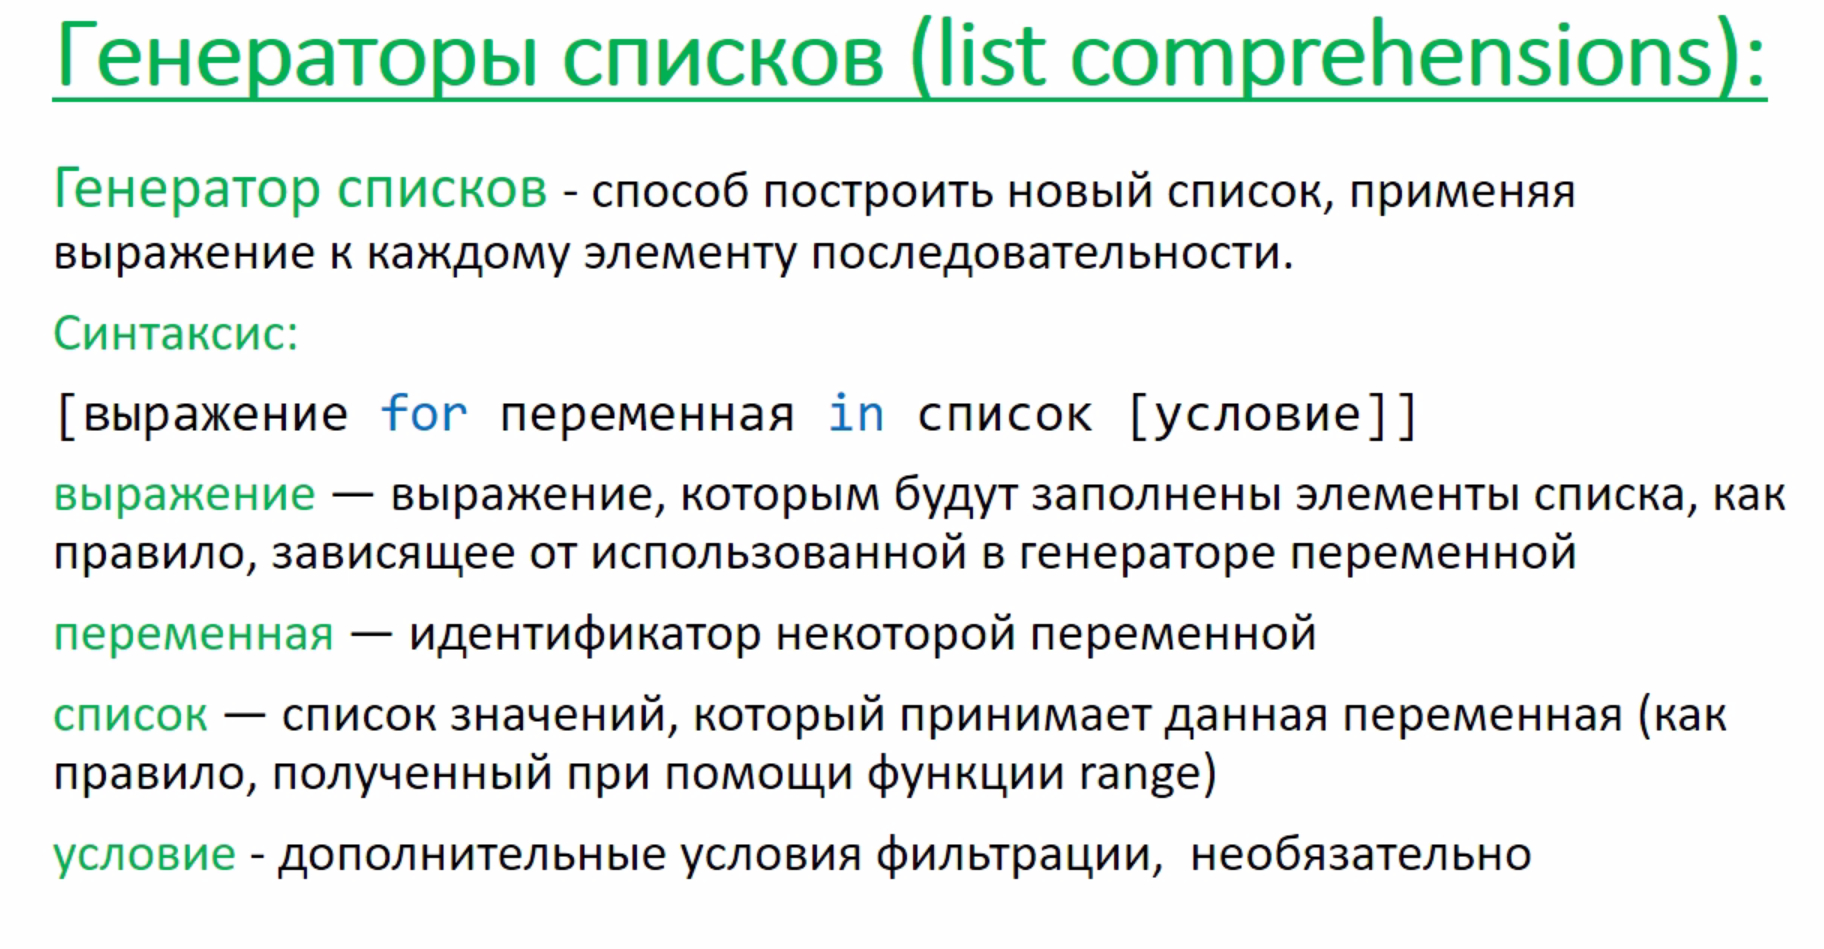 Генераторы списков (list comprehensions):
Генератор списков - способ построить новый список, применяя
выражение к каждому элементу последовательности.
Синтаксис:
[выражение for переменная in список [условие]]
выражение — выражение, которым будут заполнены элементы списка, как
правило, зависящее от использованной в генераторе переменной
переменная — идентификатор некоторой переменной
список — список значений, который принимает данная переменная (как
правило, полученный при помощи функции range)
условие - дополнительные условия фильтрации,  необязательно